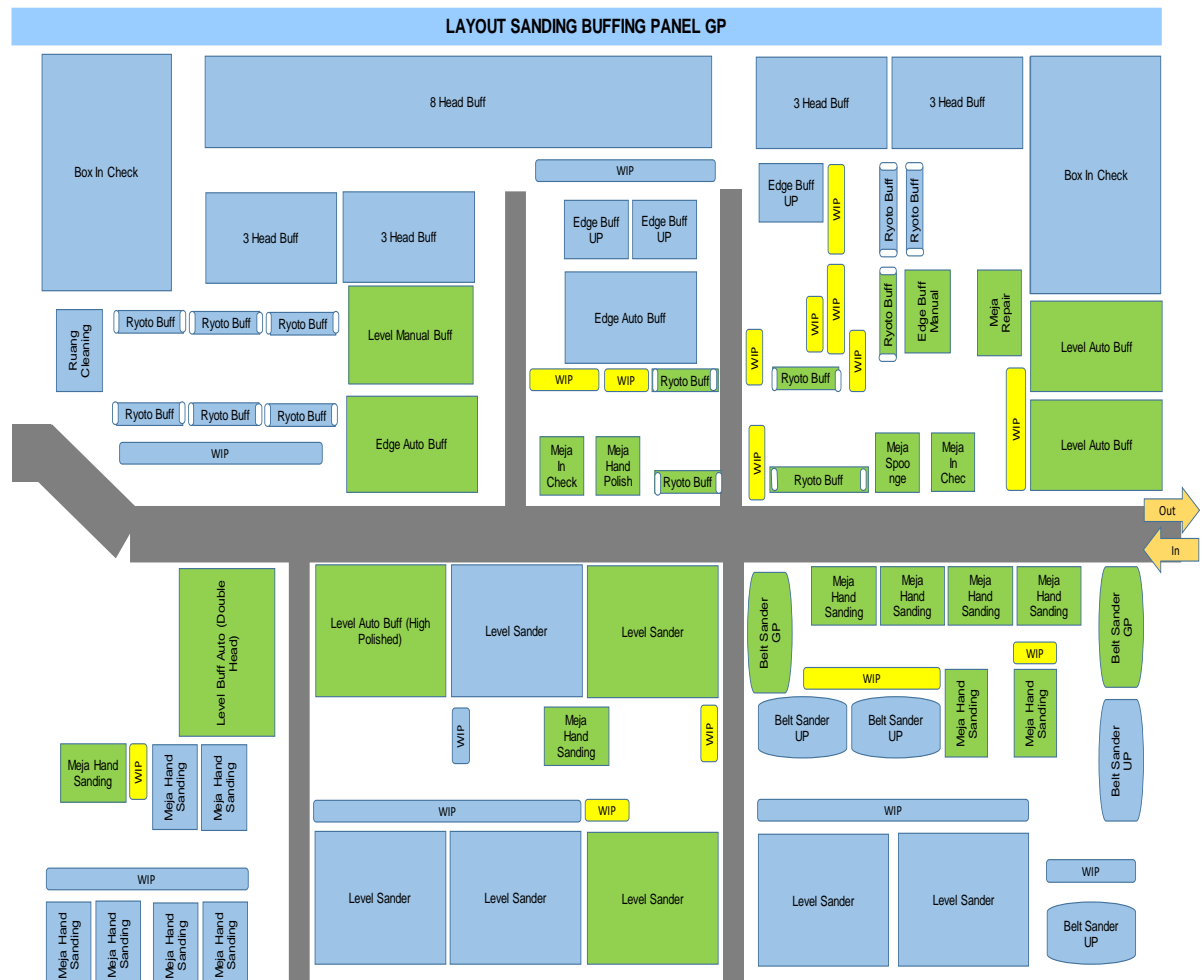 LAYOUT SANDING BUFFING PANEL GP
Box In Check
8 Head Buff
3 Head Buff
3 Head Buff
Box In Check
WIP
Edge Buff
UP
WIP
Ryoto Buff
Ryoto Buff
3 Head Buff
3 Head Buff
Edge Buff
UP
Edge Buff
UP
Ruang
Cleaning
Ryoto Buff
Ryoto Buff
Ryoto Buff
Level Manual Buff
Edge Auto Buff
WIP
WIP
WIP
WIP
Ryoto Buff
Edge Buff
Manual
Meja
Repair
Level Auto Buff
WIP
WIP
Ryoto Buff
Ryoto Buff
WIP
Ryoto Buff
Ryoto Buff
Ryoto Buff
WIP
Edge Auto Buff
Meja
In
Check
Meja
Hand
Polish
Ryoto Buff
WIP
Ryoto Buff
Meja
Spoo
nge
Meja
In
Chec
Level Auto Buff
Out
In
Level Buff Auto (Double
Head)
Level Auto Buff (High
Polished)
Level Sander
Level Sander
Belt Sander
GP
Meja
Hand
Sanding
Meja
Hand
Sanding
Meja
Hand
Sanding
Meja
Hand
Sanding
Belt Sander
GP
WIP
WIP
WIP
Meja
Hand
Sanding
WIP
Belt Sander
UP
Belt Sander
UP
Meja Hand
Sanding
Meja Hand
Sanding
Belt Sander
UP
Meja Hand
Sanding
WIP
Meja Hand
Sanding
Meja Hand
Sanding
WIP
WIP
WIP
WIP
Level Sander
Level Sander
Level Sander
Level Sander
Level Sander
WIP
Belt Sander
UP
Meja Hand
Sanding
Meja Hand
Sanding
Meja Hand
Sanding
Meja Hand
Sanding